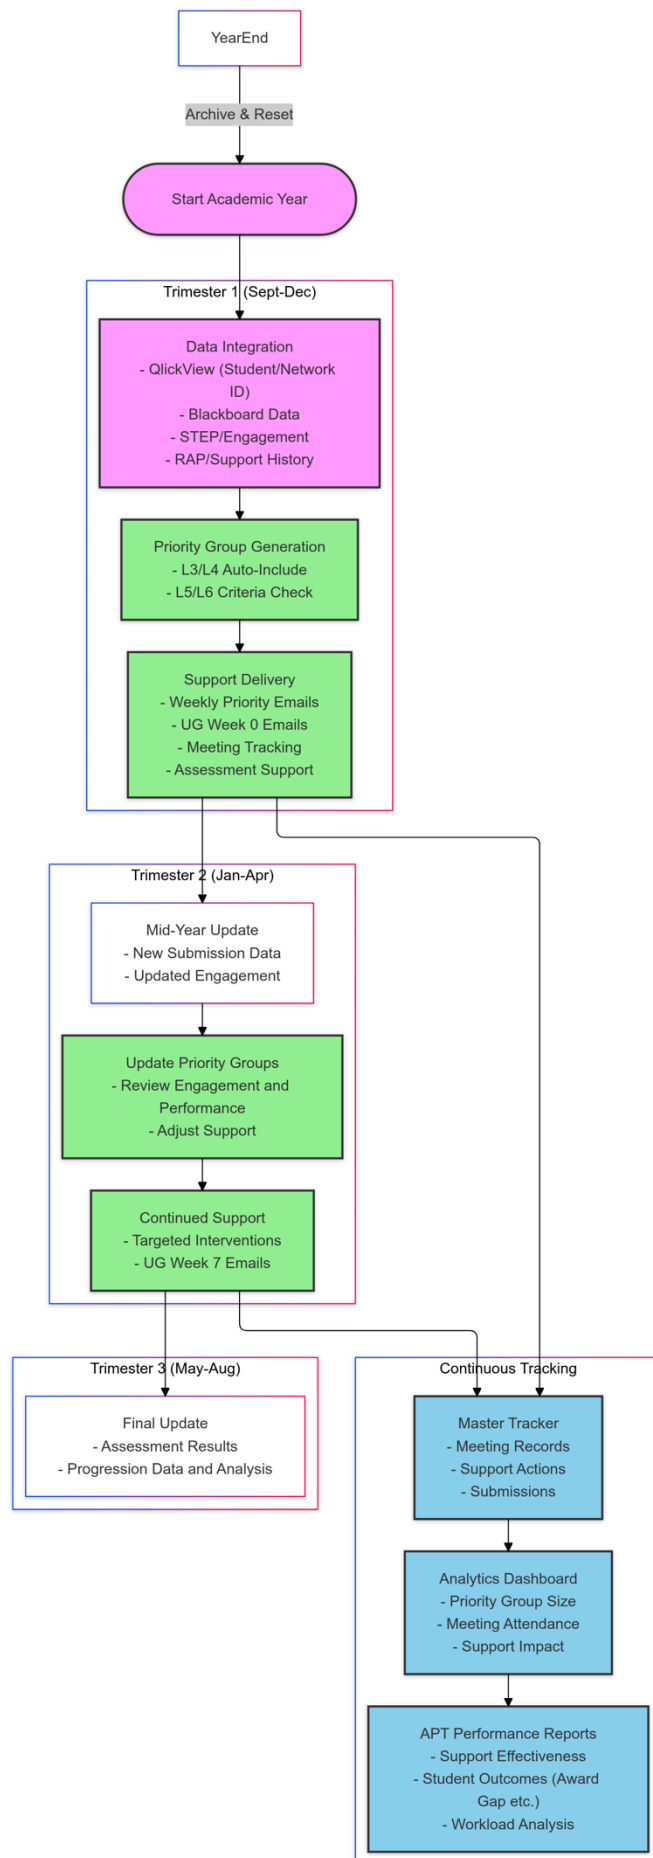 YearEnd
Archive & Reset
Start Academic Year
Trimester 1 (Sept-Dec)
Data Integration
- QlickView (Student/Network
ID)
- Blackboard Data
- STEP/Engagement
- RAP/Support History
Priority Group Generation
- L3/L4 Auto-Include
- L5/L6 Criteria Check
Support Delivery
- Weekly Priority Emails
- UG Week 0 Emails
- Meeting Tracking
- Assessment Support
Trimester 2 (Jan-Apr)
Mid-Year Update
- New Submission Data
- Updated Engagement
Update Priority Groups
- Review Engagement and
Performance
- Adjust Support
Continued Support
- Targeted Interventions
- UG Week 7 Emails
Trimester 3 (May-Aug)
Final Update
- Assessment Results
- Progression Data and Analysis
Continuous Tracking
Master Tracker
- Meeting Records
- Support Actions
- Submissions
Analytics Dashboard
- Priority Group Size
- Meeting Attendance
- Support Impact
APT Performance Reports
- Support Effectiveness
- Student Outcomes (Award
Gap etc.)
- Workload Analysis